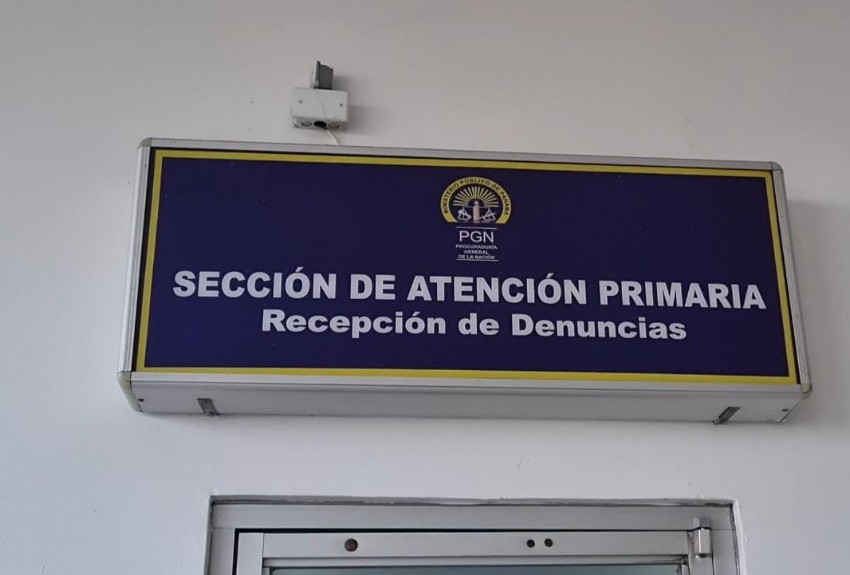 MINISTERIO PÚBLICO DE PANAMÁ
PGN
PROCURADURÍA
GENERAL
DE LA NACIÓN
SECCIÓN DE ATENCIÓN PRIMARIA
Recepción de Denuncias